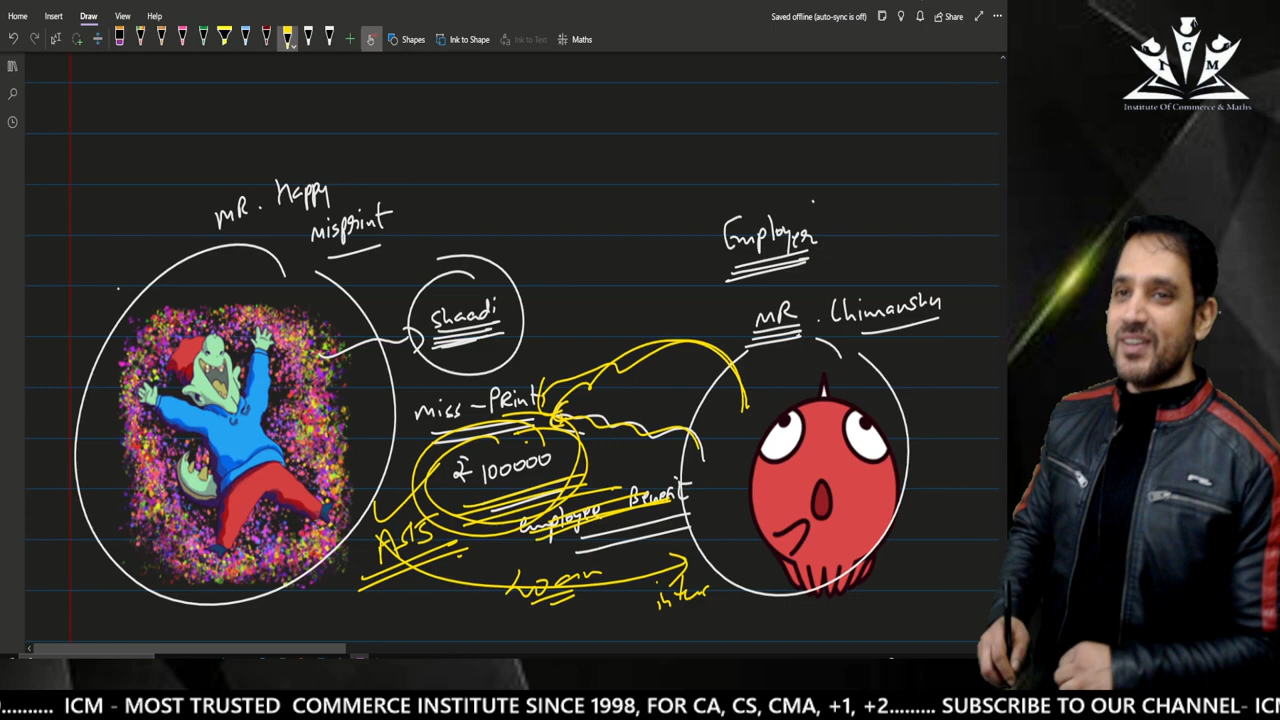 Home Insert Draw View Help
Saved offline (auto-sync is off) Share
Shapes Ink to Shape Ink to Text Maths
I C M
Institute Of Commerce & Maths
MR. Happy
misprint
Employer
MR. Chimanshu
Shaadi
miss-Print
₹ 100000
employee Benefit
AS15
Loan
.......... ICM - MOST TRUSTED COMMERCE INSTITUTE SINCE 1998, FOR CA, CS, CMA, +1, +2......... SUBSCRIBE TO OUR CHANNEL- ICM